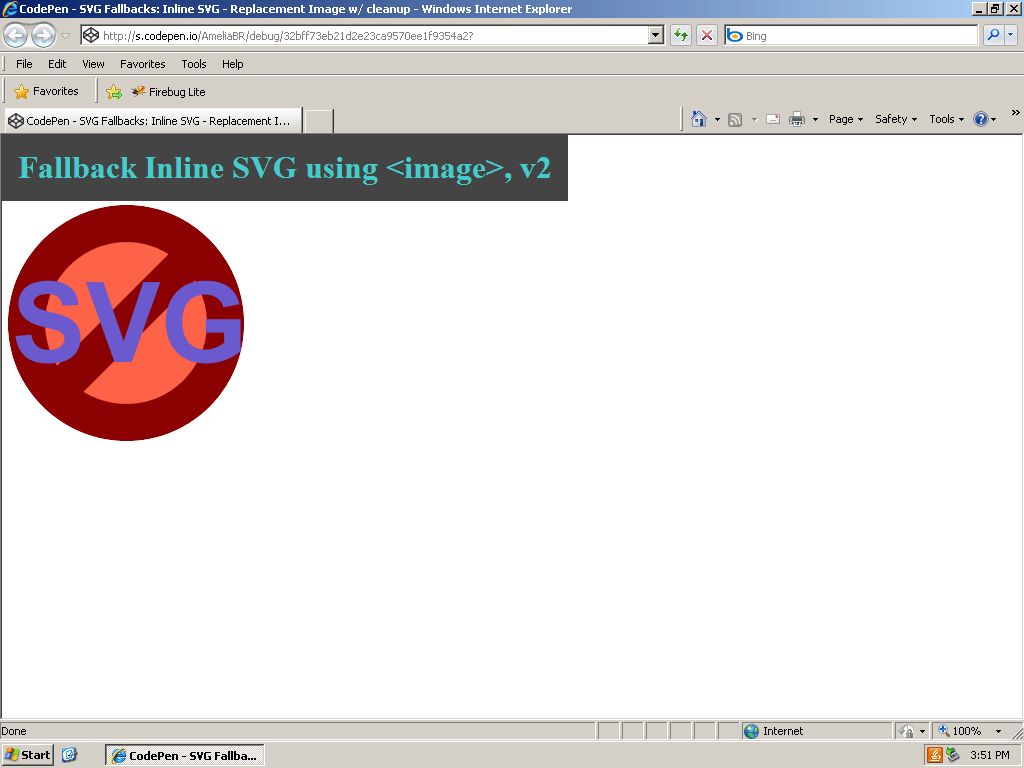 CodePen - SVG Fallbacks: Inline SVG - Replacement Image w/ cleanup - Windows Internet Explorer
http://s.codepen.io/AmeliaBR/debug/32bff73eb21d2e23ca9570ee1f9354a2?
Bing
File Edit View Favorites Tools Help
Favorites Firebug Lite
CodePen - SVG Fallbacks: Inline SVG - Replacement I... Page Safety Tools »
Fallback Inline SVG using <image>, v2
SVG
Done Internet 100%
Start CodePen - SVG Fallba... 3:51 PM